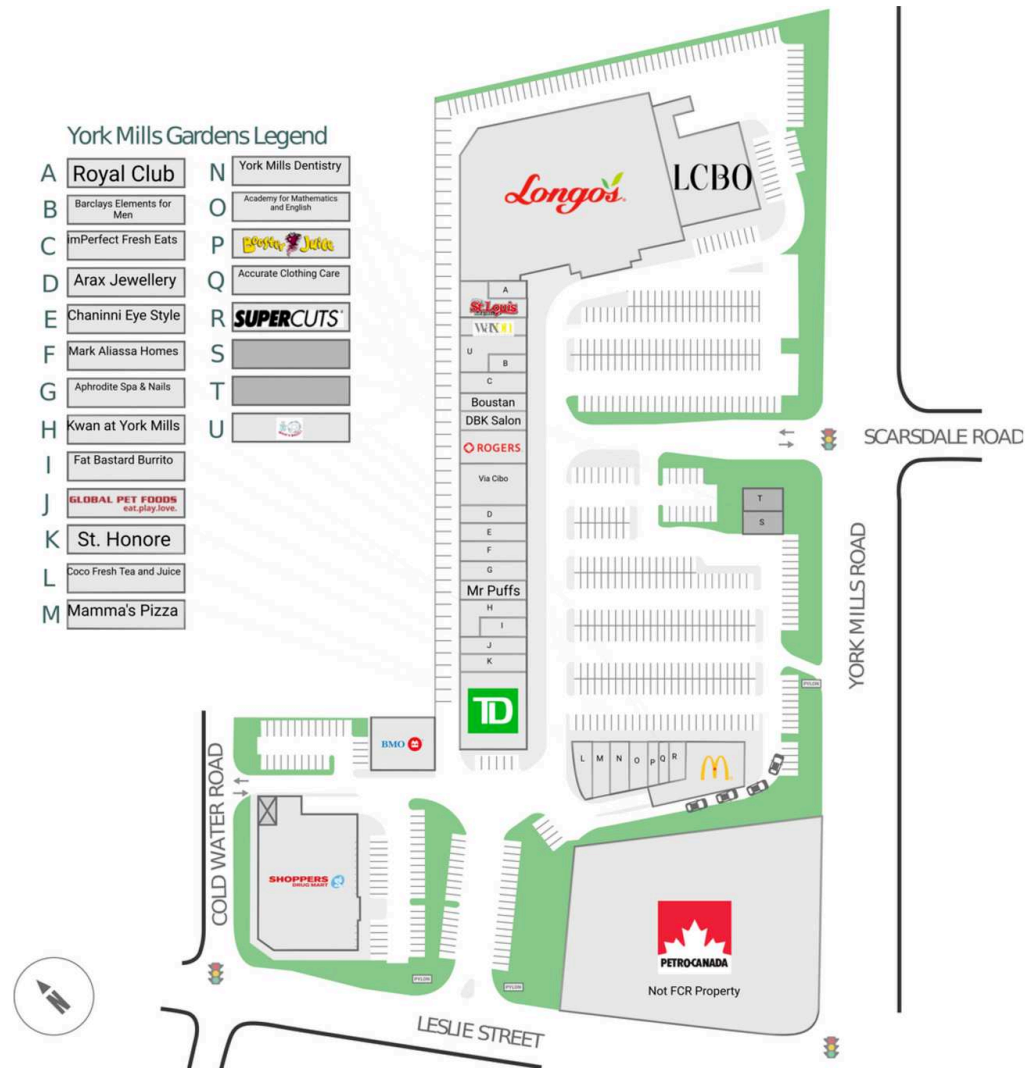 York Mills Gardens Legend
A Royal Club
B Barclays Elements for
Men
C imPerfect Fresh Eats
D Arax Jewellery
E Chaninni Eye Style
F Mark Aliassa Homes
G Aphrodite Spa & Nails
H Kwan at York Mills
I Fat Bastard Burrito
J GLOBAL PET FOODS
eat.play.love.
K St. Honore
L Coco Fresh Tea and Juice
M Mamma's Pizza
N York Mills Dentistry
O Academy for Mathematics
and English
P Booster Juice
Q Accurate Clothing Care
R SUPERCUTS
S
T
U
Longo's
LCBO
A
St. Louis
WAXON
U
B
C
Boustan
DBK Salon
ROGERS
Via Cibo
D
E
F
G
Mr Puffs
H
I
J
K
TD
BMO
L M N O P Q R
T
S
SCARSDALE ROAD
YORK MILLS ROAD
PYLON
COLD WATER ROAD
SHOPPERS
DRUG MART
PYLON
PYLON
PETRO-CANADA
Not FCR Property
LESLIE STREET
N